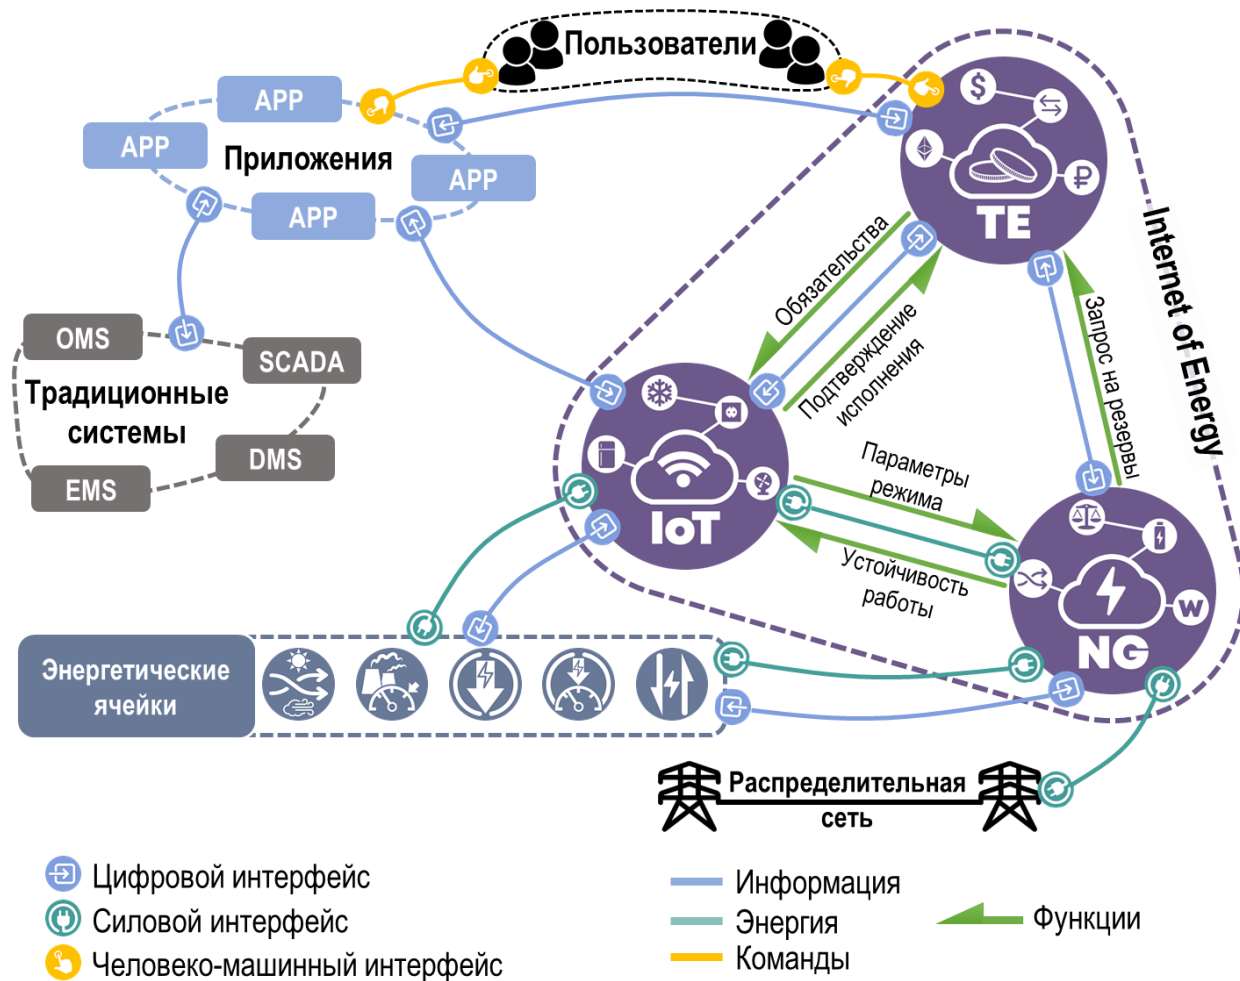 Пользователи
APP
APP
Приложения
APP
APP
$
₽
TE
Internet of Energy
Обязательства
Подтверждение
исполнения
Запрос на резервы
OMS
SCADA
Традиционные
системы
DMS
EMS
IoT
Параметры
режима
Устойчивость
работы
W
NG
Энергетические
ячейки
Распределительная
сеть
Цифровой интерфейс
Силовой интерфейс
Человеко-машинный интерфейс
Информация
Энергия
Команды
Функции